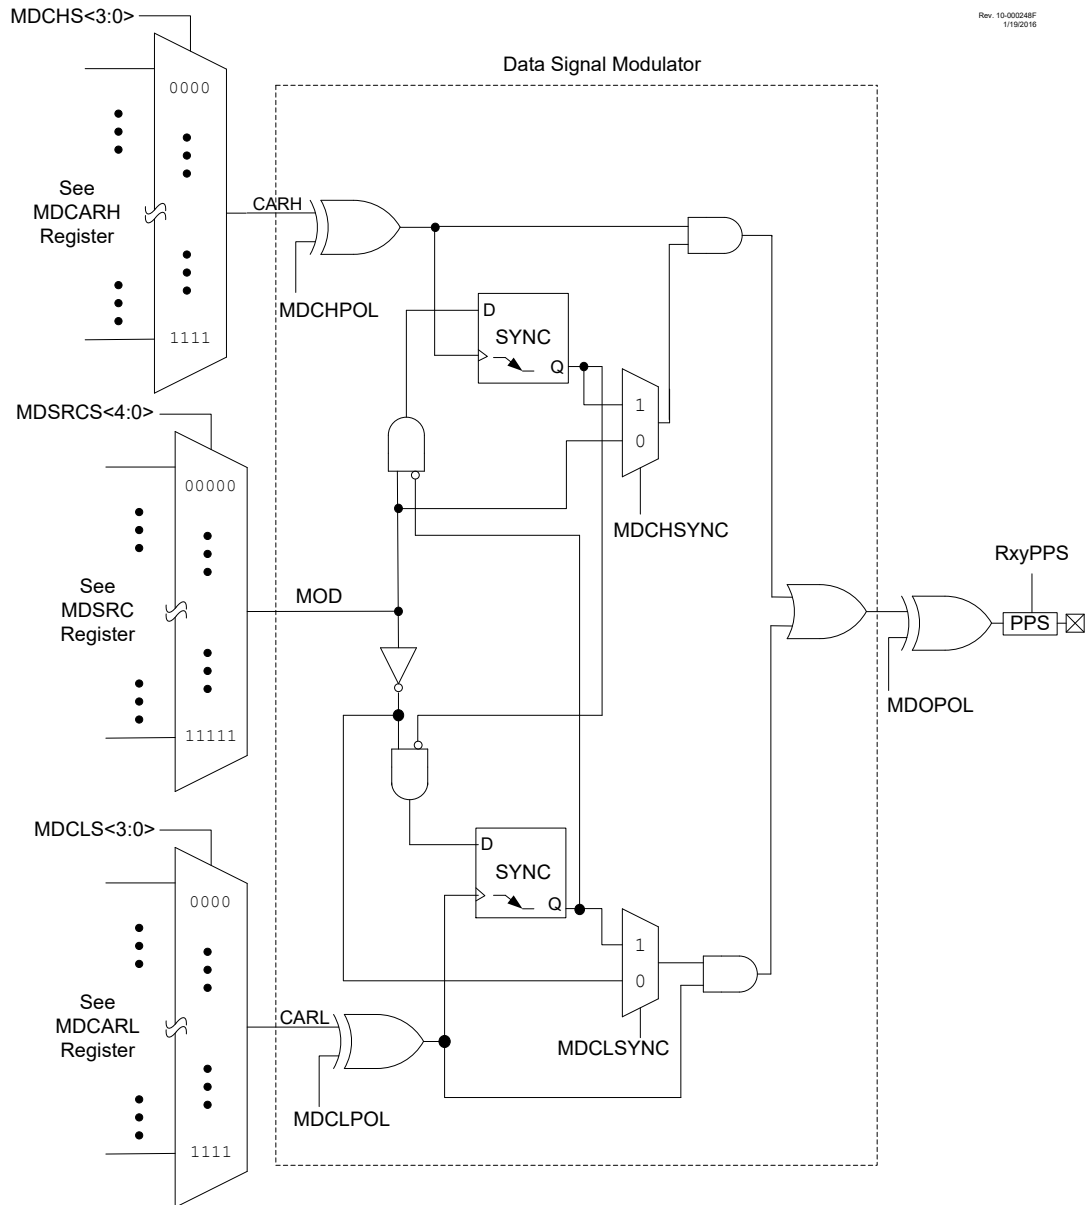 MDCHS<3:0>
Rev. 10-000248F
1/19/2016
Data Signal Modulator
0000
See
MDCARH
Register
CARH
MDCHPOL
D
SYNC
Q
1111
1
0
MDSRCS<4:0>
00000
MDCHSYNC
RxyPPS
See
MDSRC
Register
MOD
PPS
MDOPOL
11111
MDCLS<3:0>
D
SYNC
Q
0000
1
0
See
MDCARL
Register
CARL
MDCLSYNC
MDCLPOL
1111